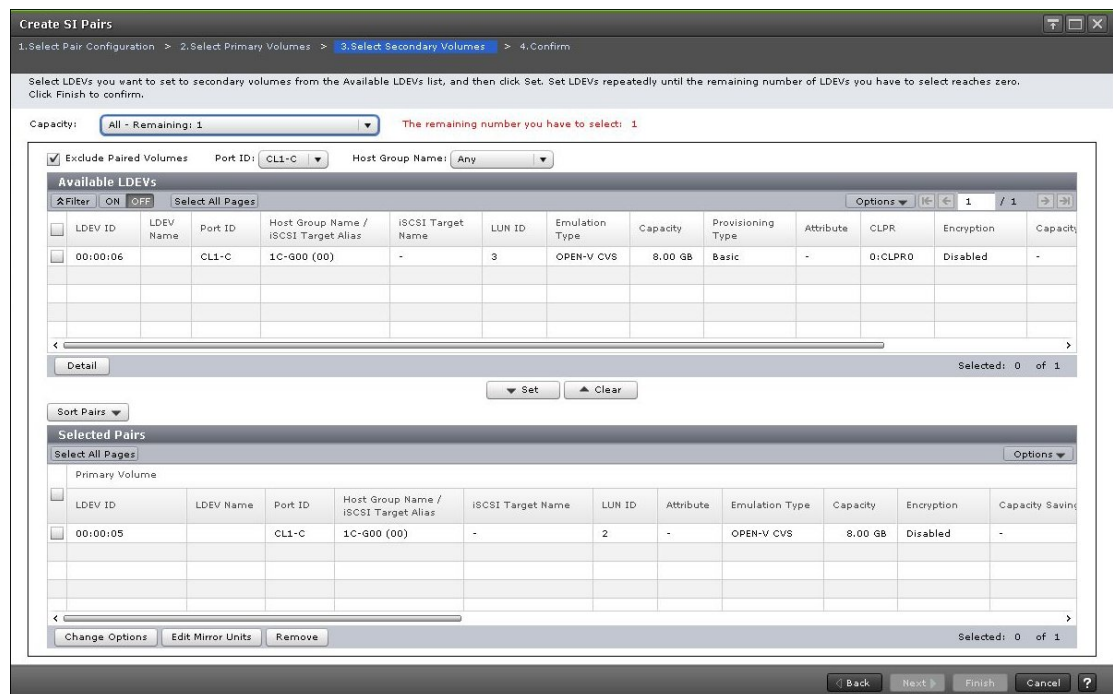 Create SI Pairs
1.Select Pair Configuration > 2.Select Primary Volumes > 3.Select Secondary Volumes > 4.Confirm
Select LDEVs you want to set to secondary volumes from the Available LDEVs list, and then click Set. Set LDEVs repeatedly until the remaining number of LDEVs you have to select reaches zero.
Click Finish to confirm.
Capacity: All - Remaining: 1 The remaining number you have to select: 1
Exclude Paired Volumes Port ID: CL1-C Host Group Name: Any
Available LDEVs
Filter ON OFF Select All Pages Options 1 / 1
LDEV ID LDEV Name Port ID Host Group Name / iSCSI Target Alias iSCSI Target Name LUN ID Emulation Type Capacity Provisioning Type Attribute CLPR Encryption Capacity
00:00:06 CL1-C 1C-G00 (00) - 3 OPEN-V CVS 8.00 GB Basic - 0:CLPR0 Disabled -
Detail Selected: 0 of 1
Set Clear
Sort Pairs
Selected Pairs
Select All Pages Options
Primary Volume
LDEV ID LDEV Name Port ID Host Group Name / iSCSI Target Alias iSCSI Target Name LUN ID Attribute Emulation Type Capacity Encryption Capacity Saving
00:00:05 CL1-C 1C-G00 (00) - 2 - OPEN-V CVS 8.00 GB Disabled -
Change Options Edit Mirror Units Remove Selected: 0 of 1
Back Next Finish Cancel ?